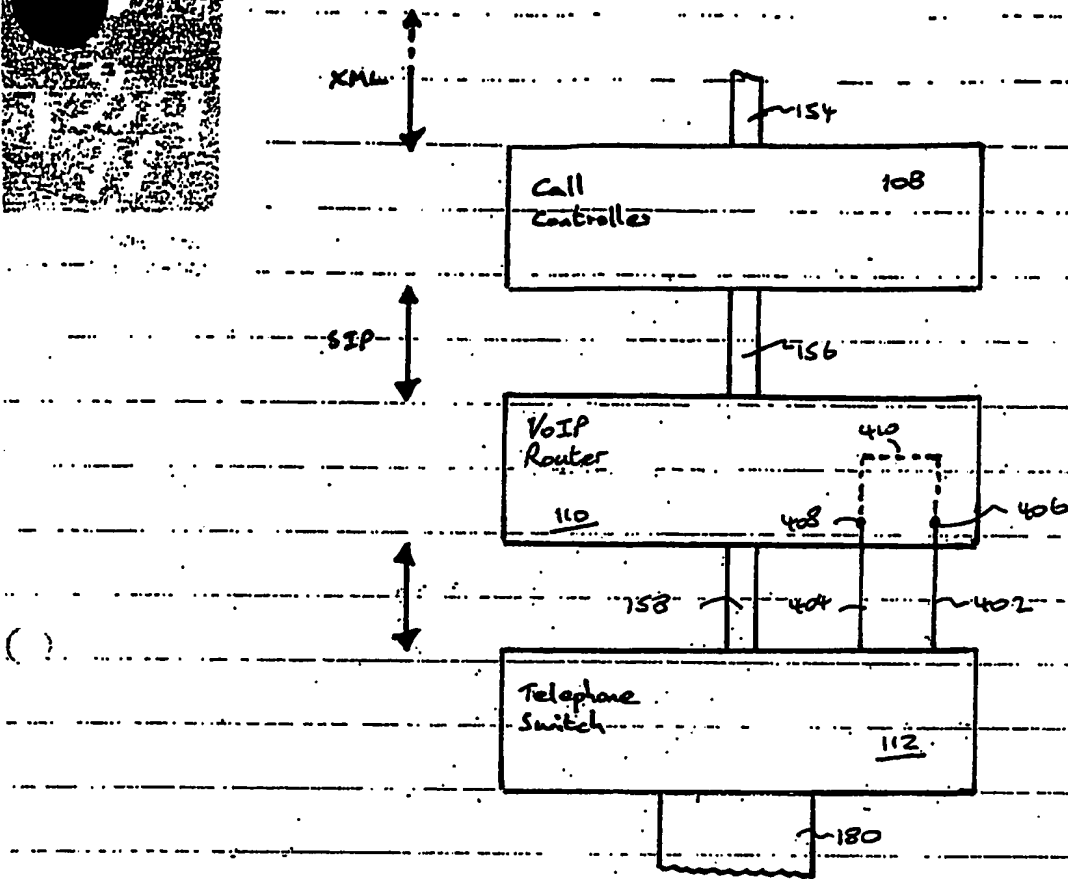 XML
154
Call 108
Controller
SIP
156
VoIP
Router
410
110
408
406
158
404
402
Telephone
Switch
112
180